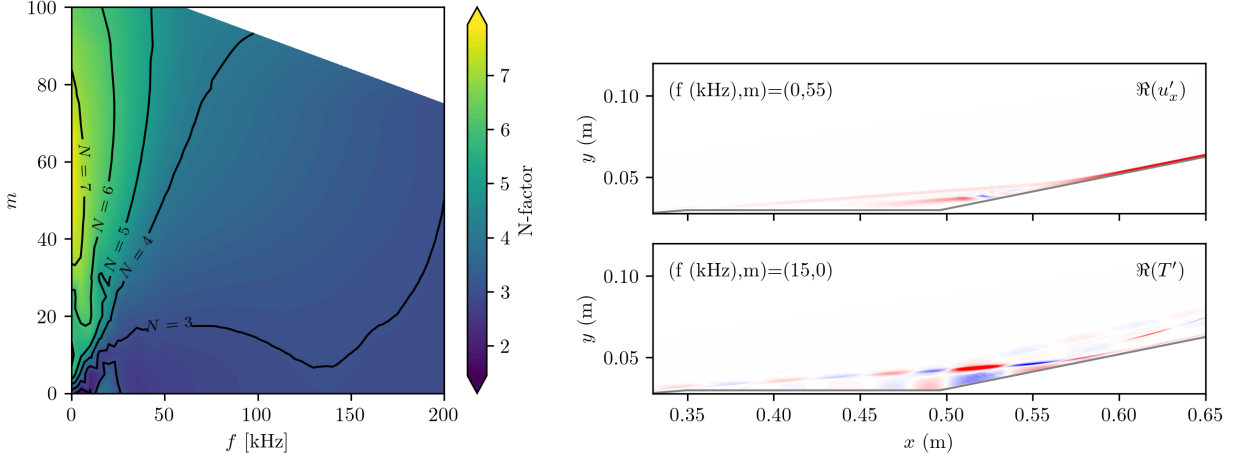 100
80
60
40
20
0
m
0
50
100
150
200
f [kHz]
N = 7
N = 6
N = 5
N = 4
N = 3
7
6
5
4
3
2
N-factor
(f (kHz),m)=(0,55)
ℜ(u′x)
0.10
0.05
y (m)
(f (kHz),m)=(15,0)
ℜ(T′)
0.10
0.05
y (m)
0.35
0.40
0.45
0.50
0.55
0.60
0.65
x (m)